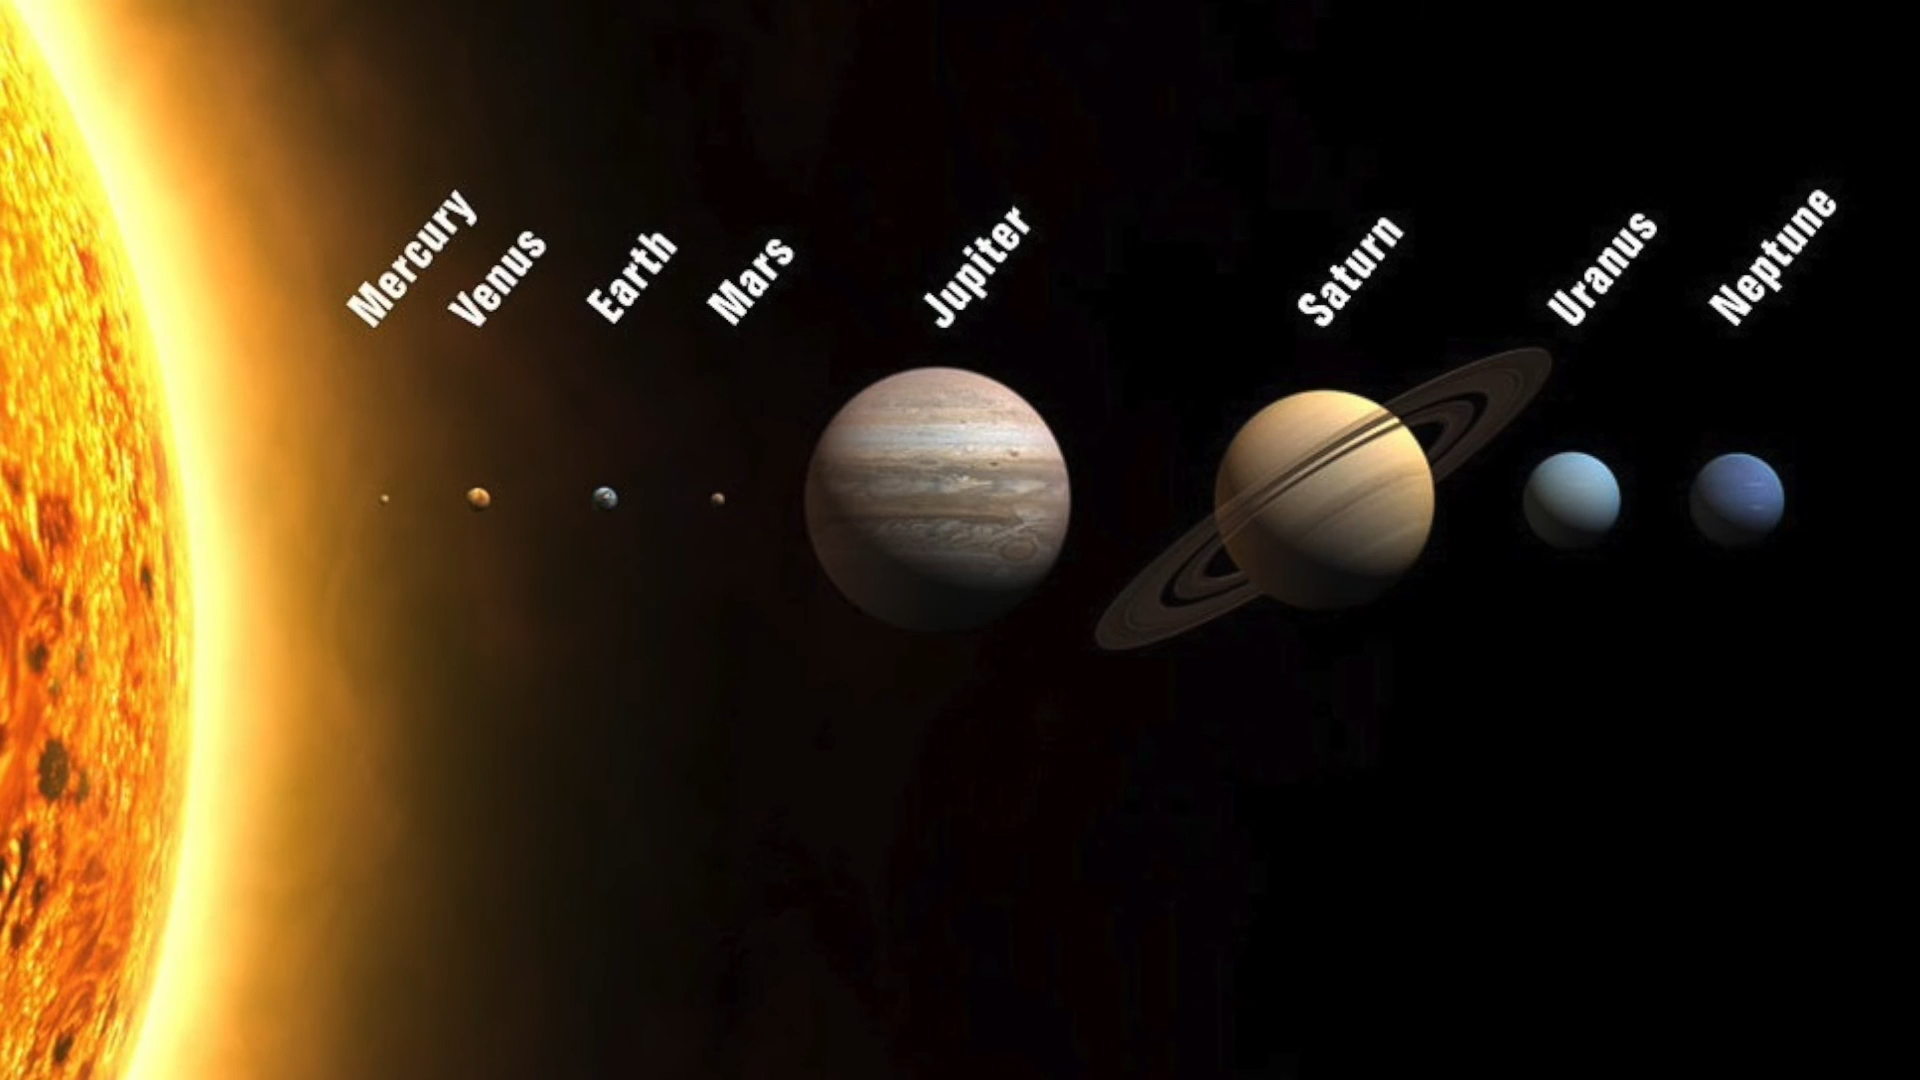 Mercury
Venus
Earth
Mars
Jupiter
Saturn
Uranus
Neptune